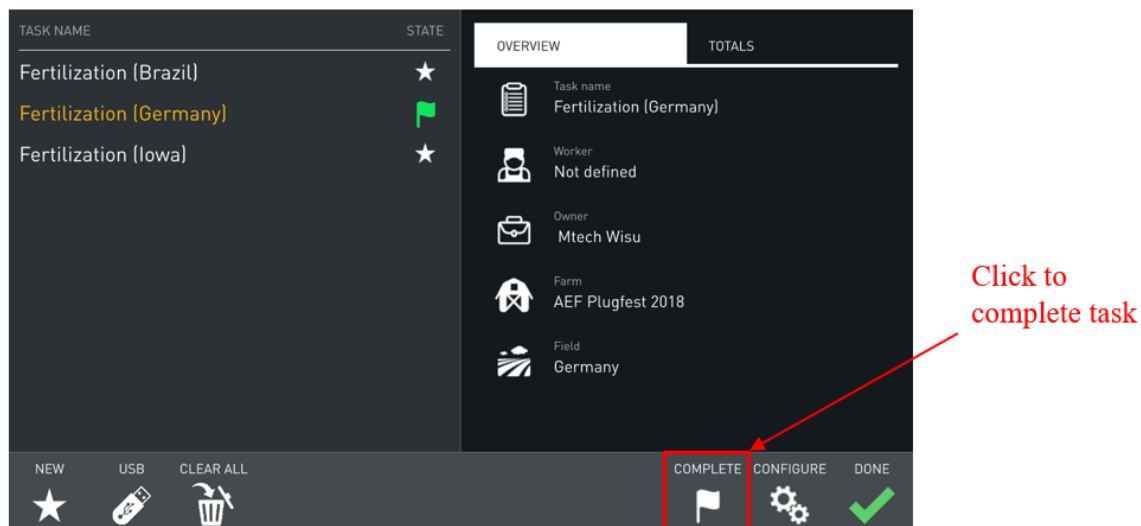 TASK NAME STATE
Fertilization (Brazil)
Fertilization (Germany)
Fertilization (Iowa)
OVERVIEW TOTALS
Task name
Fertilization (Germany)
Worker
Not defined
Owner
Mtech Wisu
Farm
AEF Plugfest 2018
Field
Germany
Click to
complete task
NEW USB CLEAR ALL COMPLETE CONFIGURE DONE